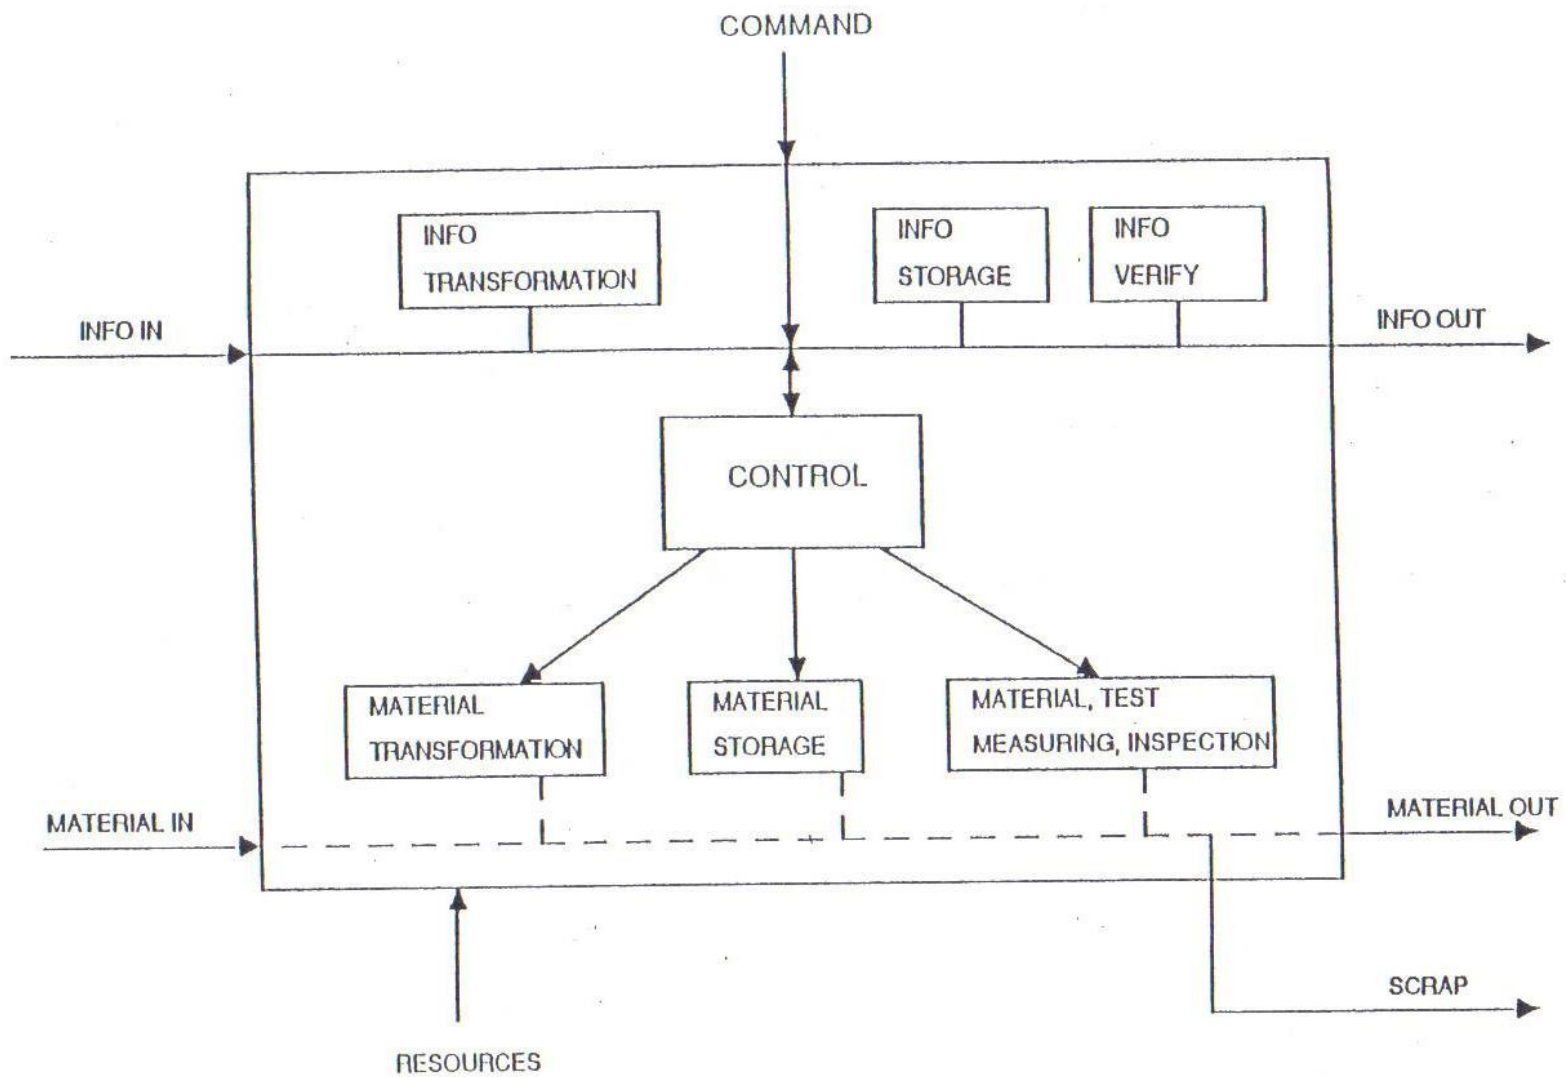 COMMAND
INFO
TRANSFORMATION
INFO
STORAGE
INFO
VERIFY
INFO IN
INFO OUT
CONTROL
MATERIAL
TRANSFORMATION
MATERIAL
STORAGE
MATERIAL, TEST
MEASURING, INSPECTION
MATERIAL IN
MATERIAL OUT
SCRAP
RESOURCES